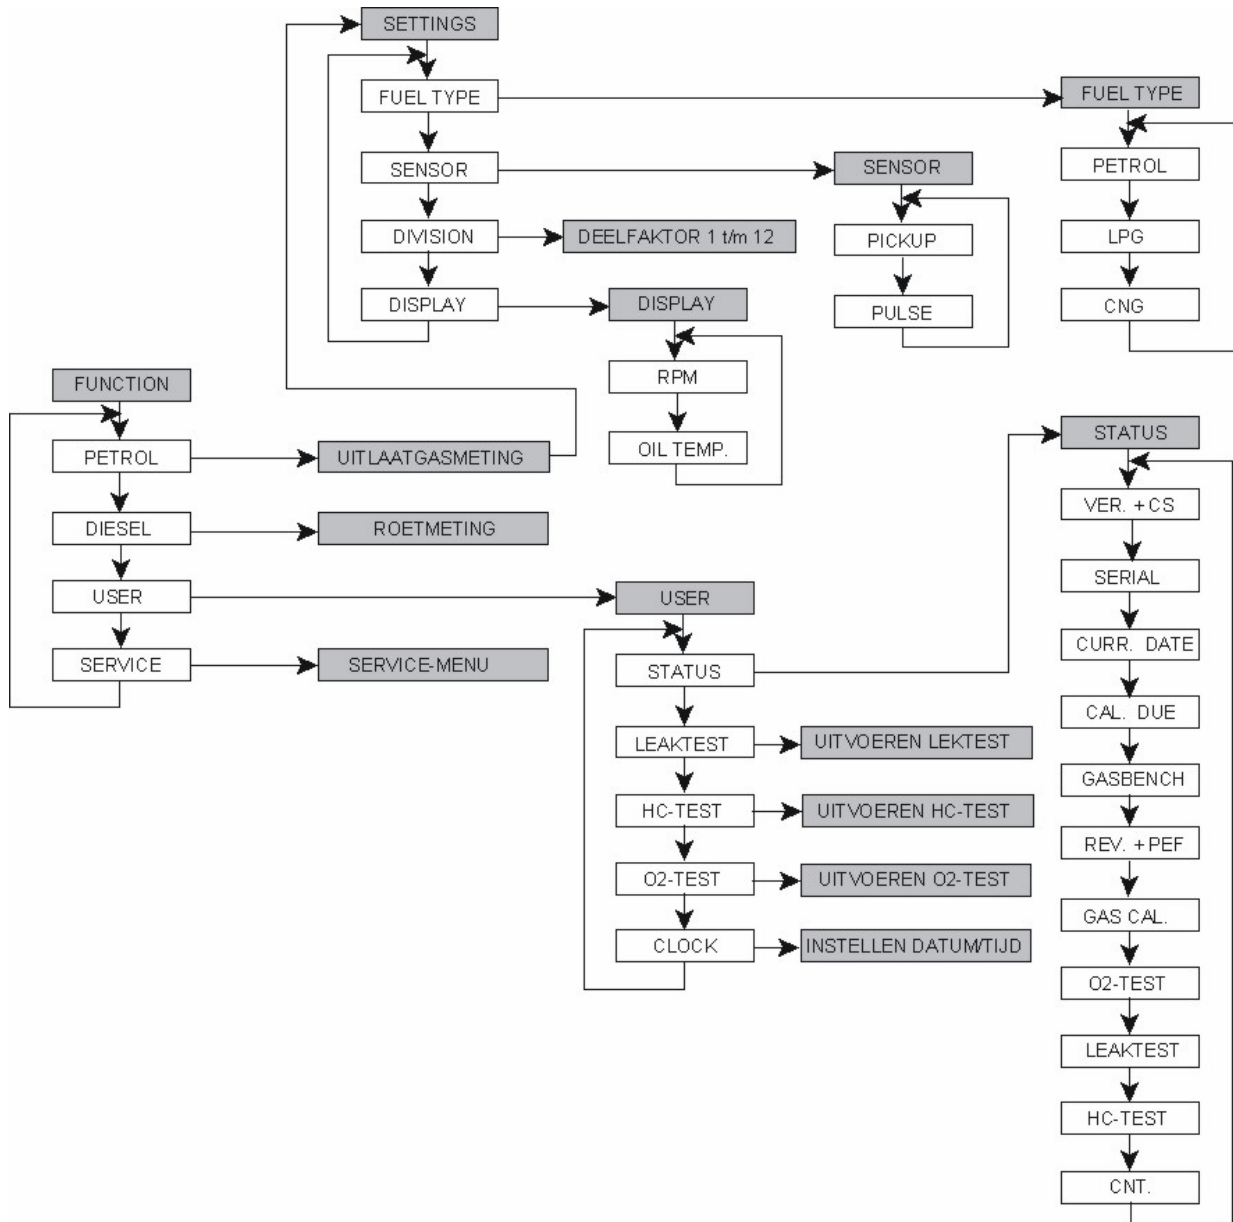 SETTINGS
FUEL TYPE
SENSOR
DIVISION
DISPLAY
FUEL TYPE
PETROL
LPG
CNG
SENSOR
PICKUP
PULSE
DEELFAKTOR 1 t/m 12
DISPLAY
RPM
OIL TEMP.
FUNCTION
PETROL
DIESEL
USER
SERVICE
UITLAATGASMETING
ROETMETING
SERVICE-MENU
USER
STATUS
LEAKTEST
HC-TEST
O2-TEST
CLOCK
UITVOEREN LEKTEST
UITVOEREN HC-TEST
UITVOEREN O2-TEST
INSTELLEN DATUM/TIJD
STATUS
VER. +CS
SERIAL
CURR. DATE
CAL. DUE
GASBENCH
REV. +PEF
GAS CAL.
O2-TEST
LEAKTEST
HC-TEST
CNT.